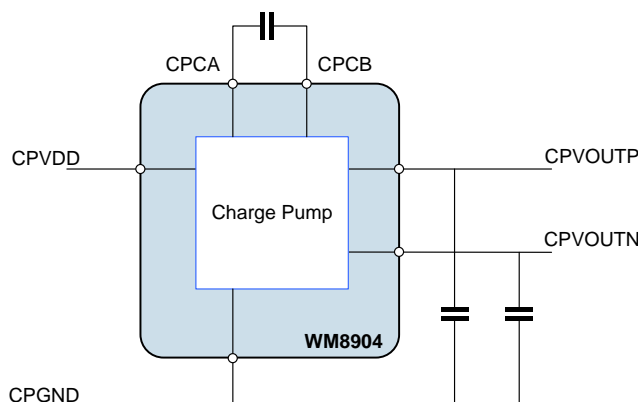 CPCA
CPCB
CPVDD
CPVOUTP
Charge Pump
CPVOUTN
WM8904
CPGND